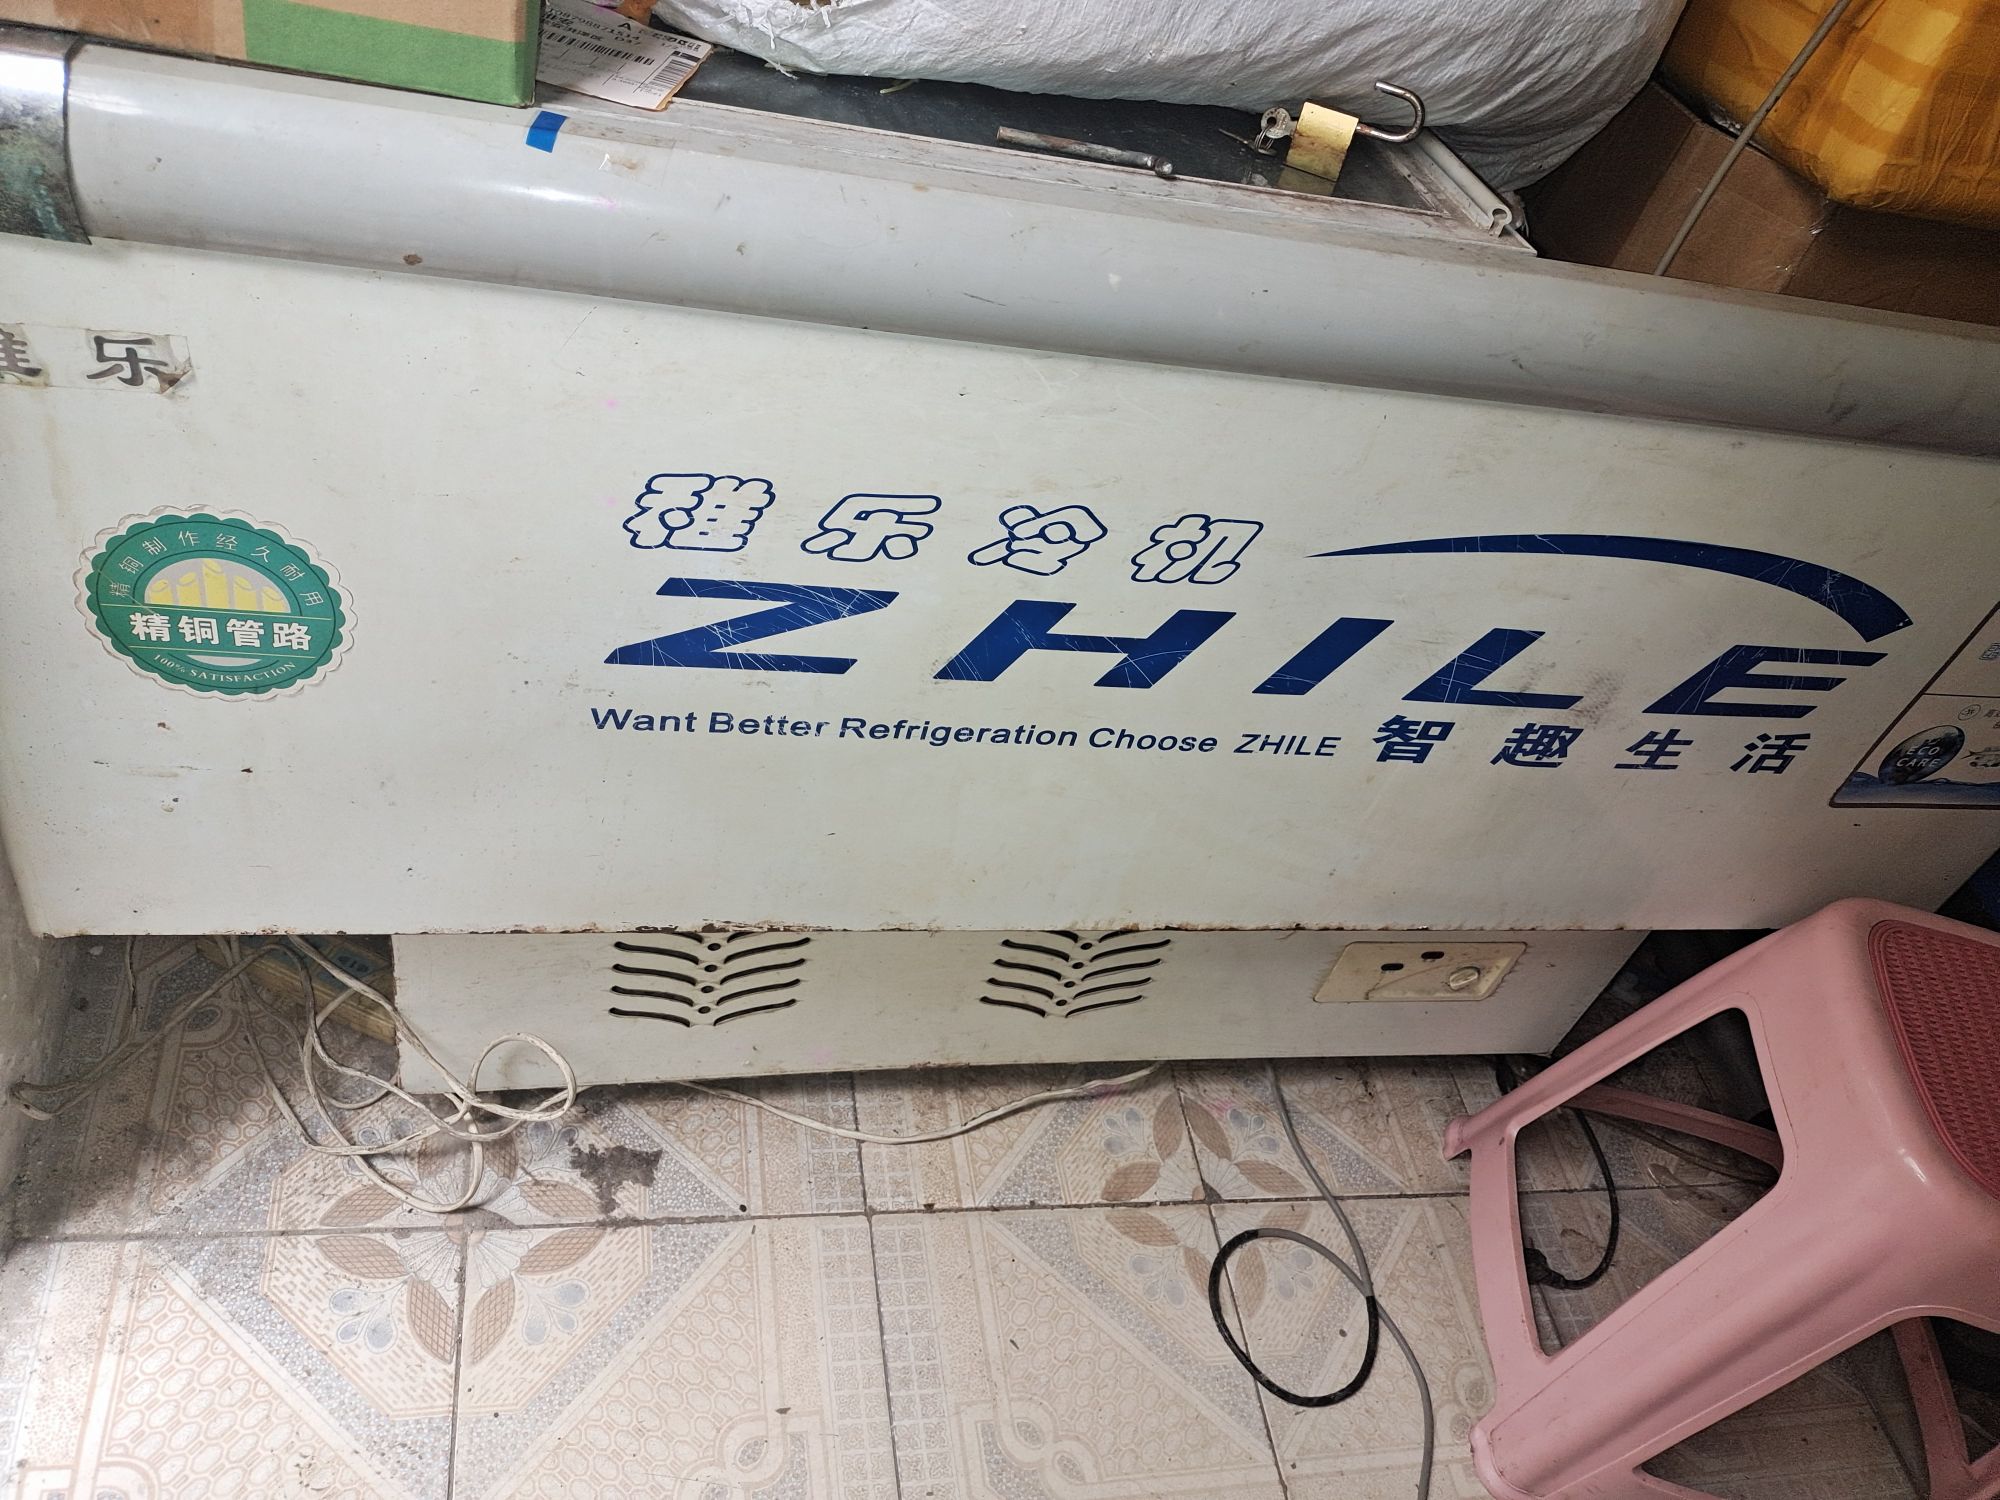 乐
稚乐冷机
ZHILE
Want Better Refrigeration Choose ZHILE
智趣生活
精铜制作经久耐用
精铜管路
100% SATISFACTION
ECO
CARE